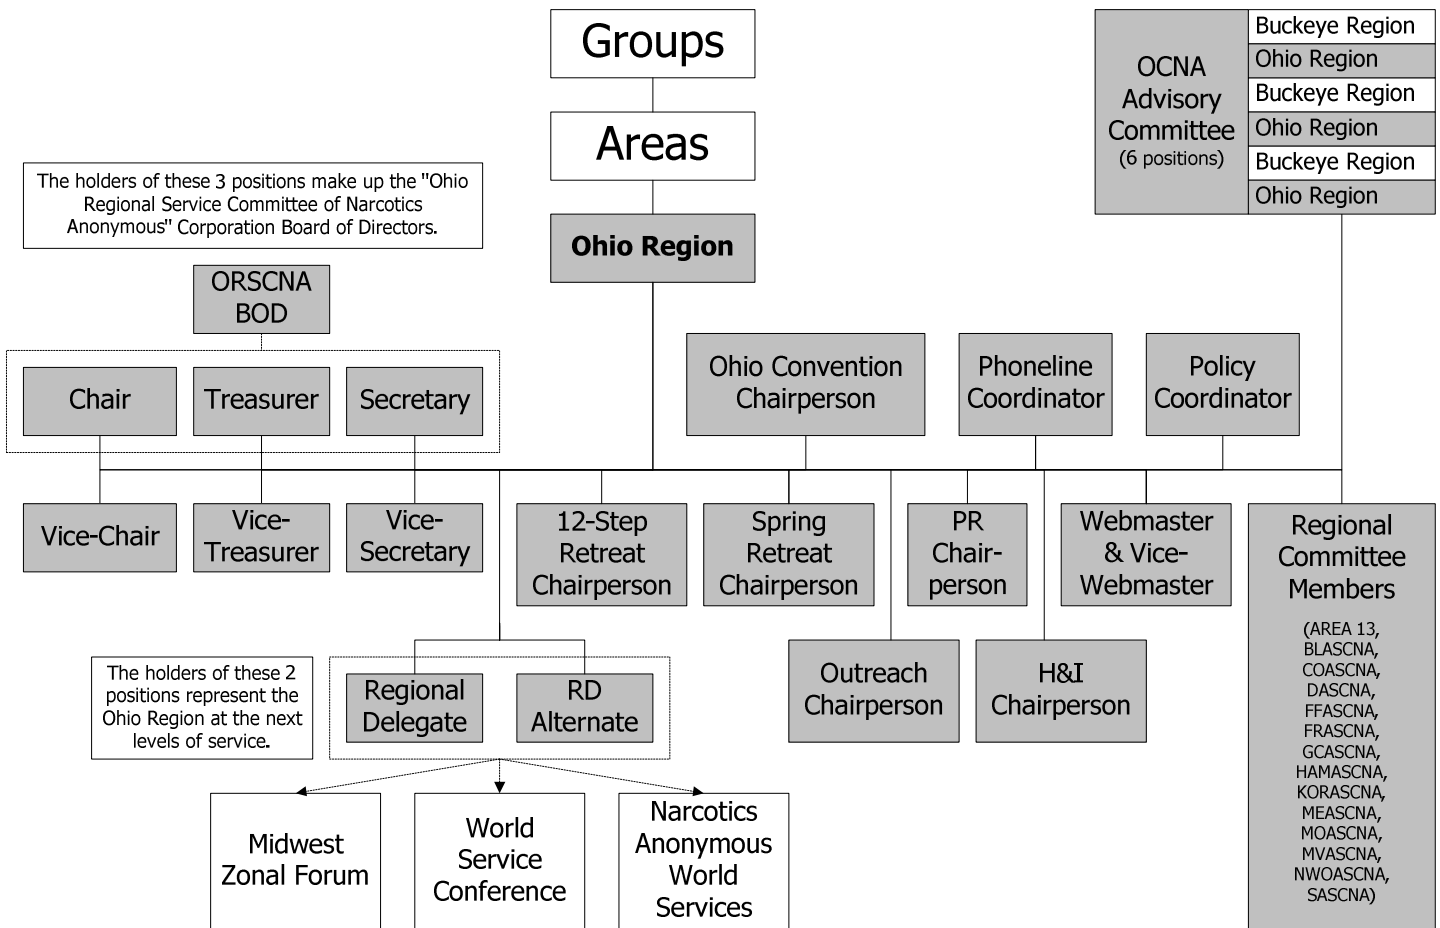 Groups
Areas
Ohio Region
OCNA
Advisory
Committee
(6 positions)
Buckeye Region
Ohio Region
Buckeye Region
Ohio Region
Buckeye Region
Ohio Region
The holders of these 3 positions make up the "Ohio
Regional Service Committee of Narcotics
Anonymous" Corporation Board of Directors.
ORSCNA
BOD
Chair
Treasurer
Secretary
Ohio Convention
Chairperson
Phoneline
Coordinator
Policy
Coordinator
Vice-Chair
Vice-
Treasurer
Vice-
Secretary
12-Step
Retreat
Chairperson
Spring
Retreat
Chairperson
PR
Chair-
person
Webmaster
& Vice-
Webmaster
Regional
Committee
Members
(AREA 13,
BLASCNA,
COASCNA,
DASCNA,
FFASCNA,
FRASCNA,
GCASCNA,
HAMASCNA,
KORASCNA,
MEASCNA,
MOASCNA,
MVASCNA,
NWOASCNA,
SASCNA)
The holders of these 2
positions represent the
Ohio Region at the next
levels of service.
Regional
Delegate
RD
Alternate
Outreach
Chairperson
H&I
Chairperson
Midwest
Zonal Forum
World
Service
Conference
Narcotics
Anonymous
World
Services